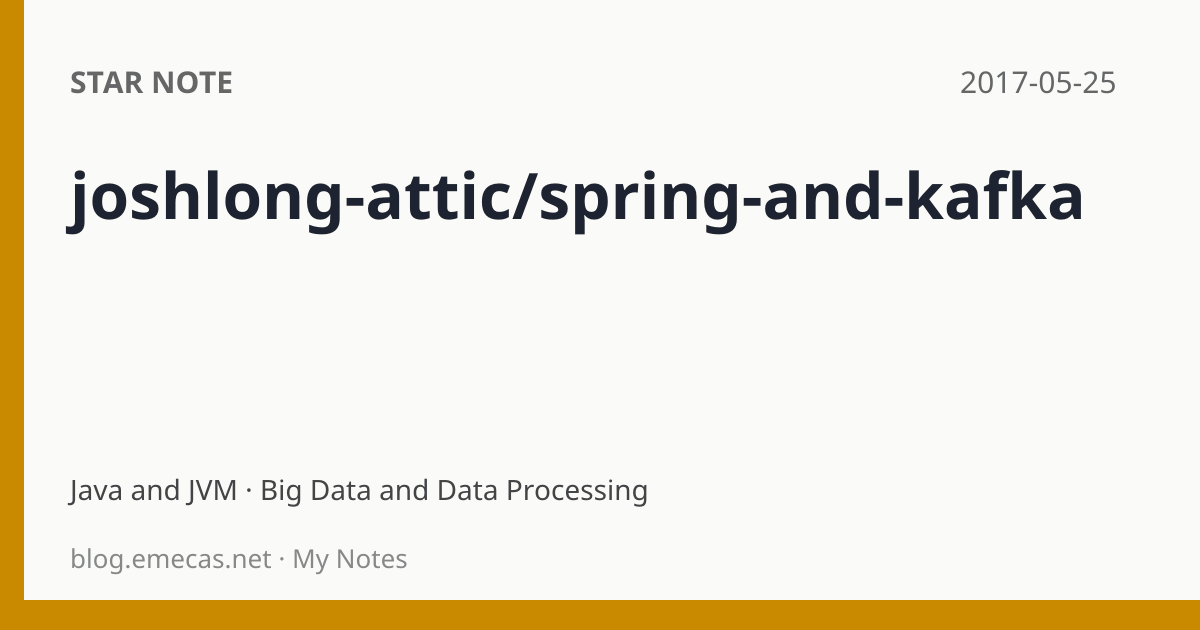 STAR NOTE
2017-05-25
joshlong-attic/spring-and-kafka
Java and JVM · Big Data and Data Processing
blog.emecas.net · My Notes